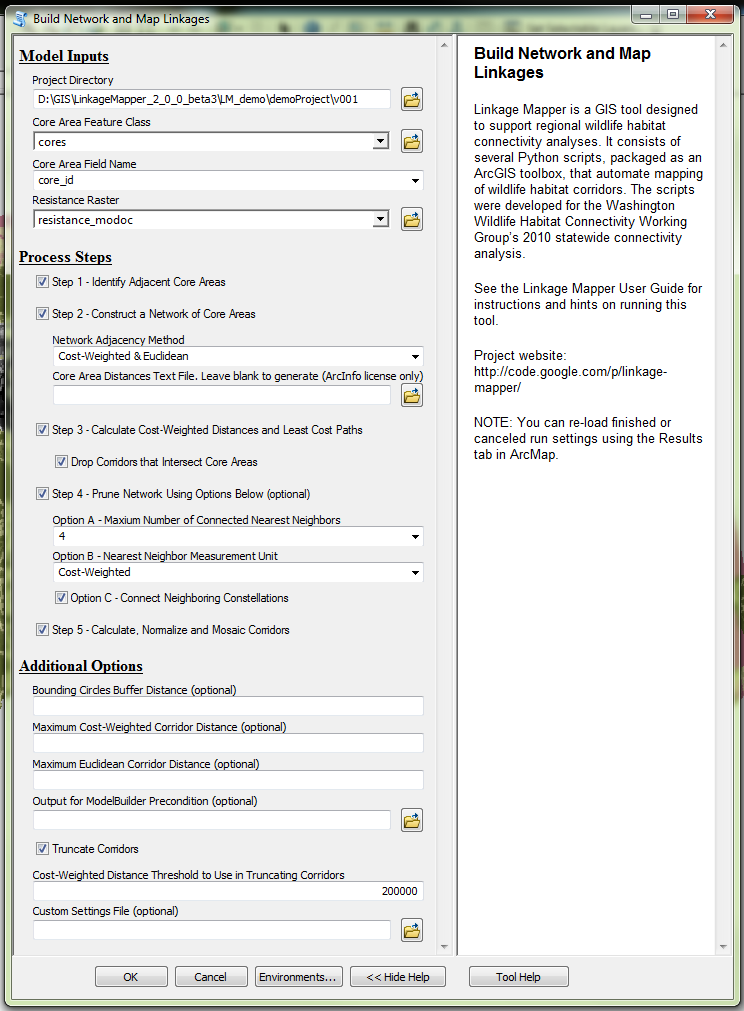 Build Network and Map Linkages
Model Inputs
Project Directory
D:\GIS\LinkageMapper_2_0_0_beta3\LM_demo\demoProject\v001
Core Area Feature Class
cores
Core Area Field Name
core_id
Resistance Raster
resistance_modoc
Process Steps
Step 1 - Identify Adjacent Core Areas
Step 2 - Construct a Network of Core Areas
Network Adjacency Method
Cost-Weighted & Euclidean
Core Area Distances Text File. Leave blank to generate (ArcInfo license only)
Step 3 - Calculate Cost-Weighted Distances and Least Cost Paths
Drop Corridors that Intersect Core Areas
Step 4 - Prune Network Using Options Below (optional)
Option A - Maxium Number of Connected Nearest Neighbors
4
Option B - Nearest Neighbor Measurement Unit
Cost-Weighted
Option C - Connect Neighboring Constellations
Step 5 - Calculate, Normalize and Mosaic Corridors
Additional Options
Bounding Circles Buffer Distance (optional)
Maximum Cost-Weighted Corridor Distance (optional)
Maximum Euclidean Corridor Distance (optional)
Output for ModelBuilder Precondition (optional)
Truncate Corridors
Cost-Weighted Distance Threshold to Use in Truncating Corridors
200000
Custom Settings File (optional)
Build Network and Map
Linkages
Linkage Mapper is a GIS tool designed
to support regional wildlife habitat
connectivity analyses. It consists of
several Python scripts, packaged as an
ArcGIS toolbox, that automate mapping
of wildlife habitat corridors. The scripts
were developed for the Washington
Wildlife Habitat Connectivity Working
Group's 2010 statewide connectivity
analysis.
See the Linkage Mapper User Guide for
instructions and hints on running this
tool.
Project website:
http://code.google.com/p/linkage-
mapper/
NOTE: You can re-load finished or
canceled run settings using the Results
tab in ArcMap.
OK
Cancel
Environments...
<< Hide Help
Tool Help